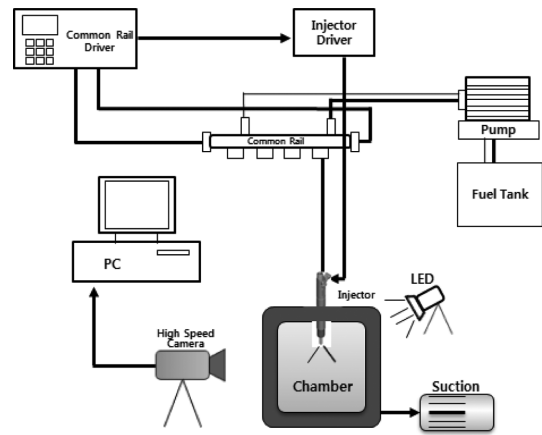 Common Rail
Driver
Injector
Driver
Common Rail
Pump
Fuel Tank
PC
Injector
LED
High Speed
Camera
Chamber
Suction